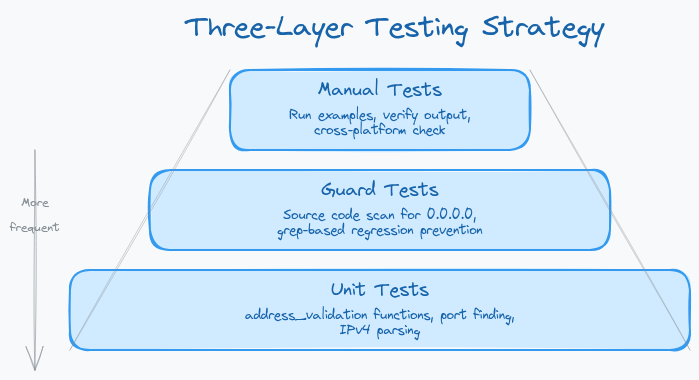 Three-Layer Testing Strategy
Manual Tests
Run examples, verify output,
cross-platform check
More
frequent
Guard Tests
Source code scan for 0.0.0.0,
grep-based regression prevention
Unit Tests
address_validation functions, port finding,
IPv4 parsing